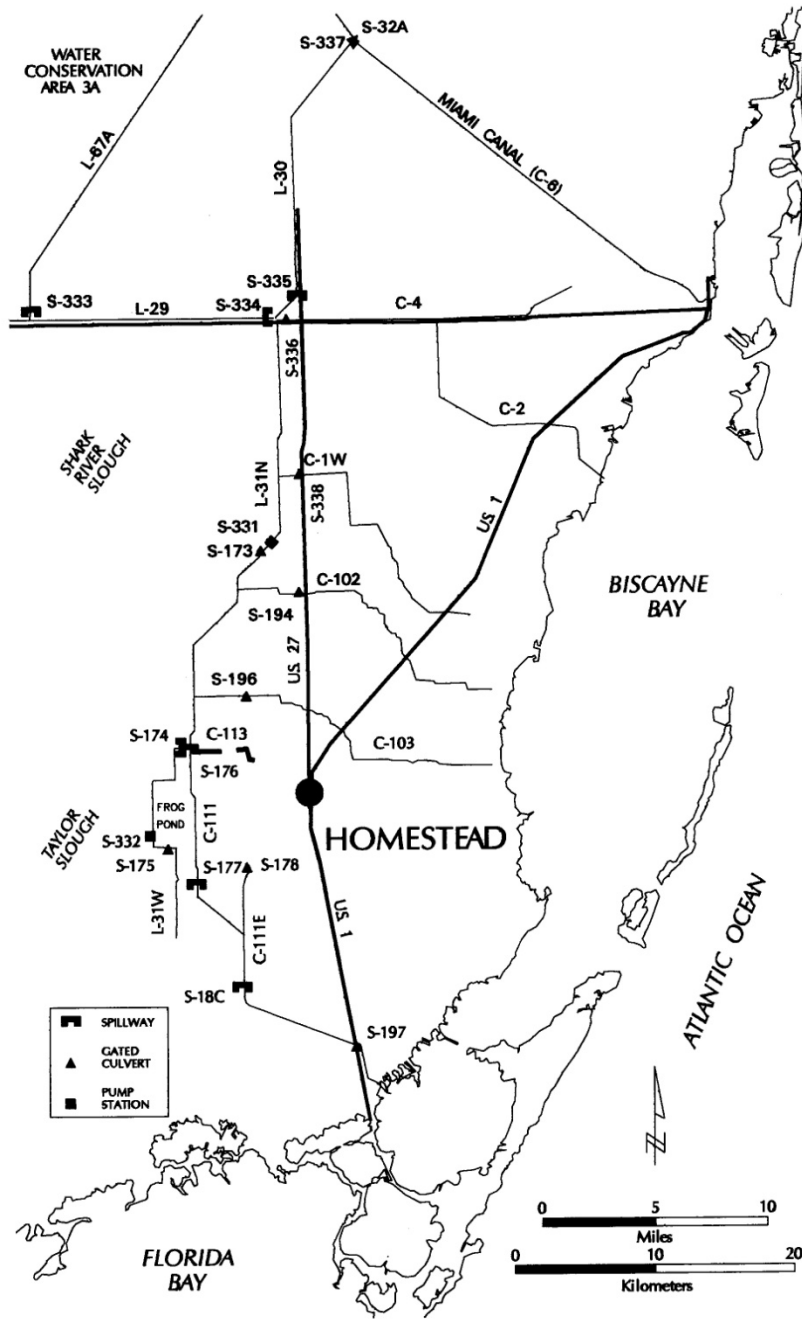 S-32A
S-337
WATER
CONSERVATION
AREA 3A
L-67A
MIAMI CANAL (C-6)
L-30
S-335
S-333
L-29
S-334
C-4
S-336
C-2
SHARK
RIVER
SLOUGH
C-1W
L-31N
S-338
U.S. 1
S-331
S-173
C-102
BISCAYNE
BAY
S-194
U.S. 27
S-196
S-174
C-113
C-103
S-176
FROG
POND
C-111
TAYLOR
SLOUGH
S-332
HOMESTEAD
S-175
S-177
S-178
L-31W
C-111E
U.S. 1
ATLANTIC OCEAN
S-18C
S-197
SPILLWAY
GATED
CULVERT
PUMP
STATION
N
0 5 10
Miles
0 10 20
Kilometers
FLORIDA
BAY